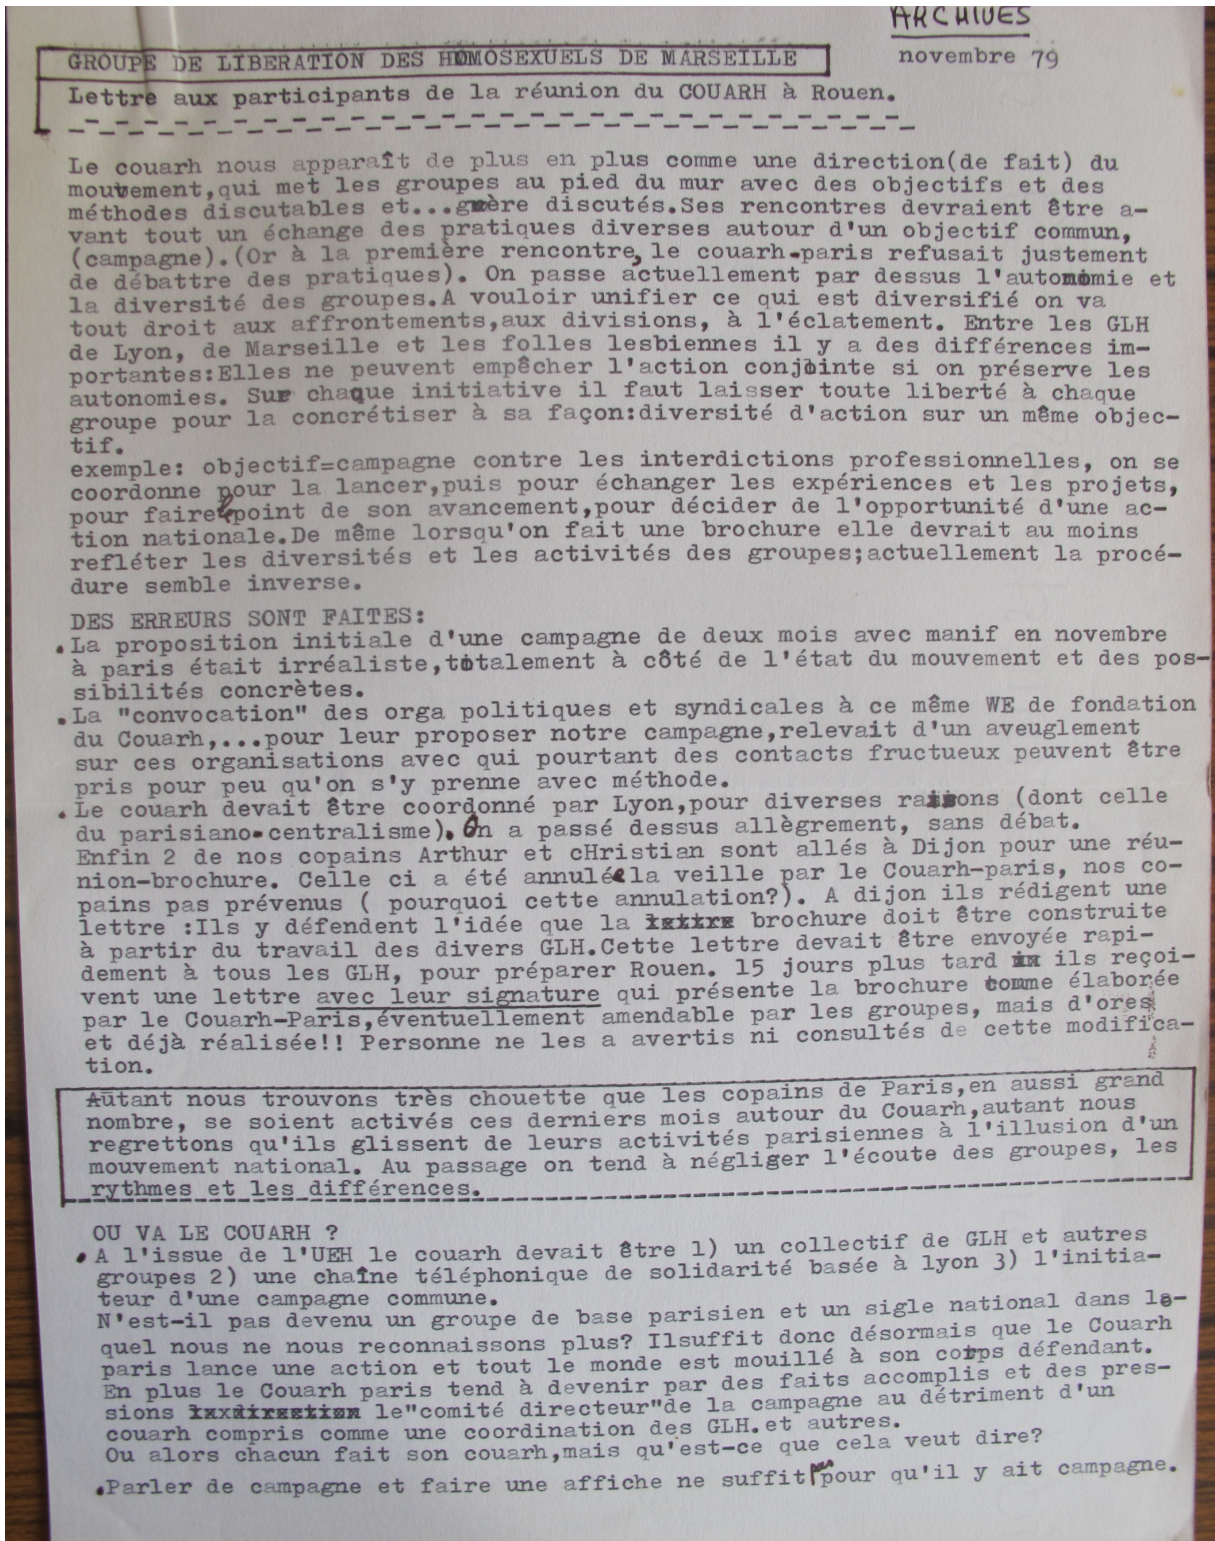 ARCHIVES
novembre 79
GROUPE DE LIBERATION DES HOMOSEXUELS DE MARSEILLE
Lettre aux participants de la réunion du COUARH à Rouen.
Le couarh nous apparaît de plus en plus comme une direction(de fait) du
mouvement,qui met les groupes au pied du mur avec des objectifs et des
méthodes discutables et...guère discutés.Ses rencontres devraient être a-
vant tout un échange des pratiques diverses autour d'un objectif commun,
(campagne).(Or à la première rencontre, le couarh-paris refusait justement
de débattre des pratiques). On passe actuellement par dessus l'autonomie et
la diversité des groupes.A vouloir unifier ce qui est diversifié on va
tout droit aux affrontements,aux divisions, à l'éclatement. Entre les GLH
de Lyon, de Marseille et les folles lesbiennes il y a des différences im-
portantes:Elles ne peuvent empêcher l'action conjointe si on préserve les
autonomies. Sur chaque initiative il faut laisser toute liberté à chaque
groupe pour la concrétiser à sa façon:diversité d'action sur un même objec-
tif.
exemple: objectif=campagne contre les interdictions professionnelles, on se
coordonne pour la lancer,puis pour échanger les expériences et les projets,
pour faire le point de son avancement,pour décider de l'opportunité d'une ac-
tion nationale.De même lorsqu'on fait une brochure elle devrait au moins
refléter les diversités et les activités des groupes;actuellement la procé-
dure semble inverse.
DES ERREURS SONT FAITES:
.La proposition initiale d'une campagne de deux mois avec manif en novembre
à paris était irréaliste,totalement à côté de l'état du mouvement et des pos-
sibilités concrètes.
.La "convocation" des orga politiques et syndicales à ce même WE de fondation
du Couarh,...pour leur proposer notre campagne,relevait d'un aveuglement
sur ces organisations avec qui pourtant des contacts fructueux peuvent être
pris pour peu qu'on s'y prenne avec méthode.
.Le couarh devait être coordonné par Lyon,pour diverses raisons (dont celle
du parisiano-centralisme). On a passé dessus allègrement, sans débat.
Enfin 2 de nos copains Arthur et cHristian sont allés à Dijon pour une réu-
nion-brochure. Celle ci a été annulée la veille par le Couarh-paris, nos co-
pains pas prévenus ( pourquoi cette annulation?). A dijon ils rédigent une
lettre :Ils y défendent l'idée que la lettre brochure doit être construite
à partir du travail des divers GLH.Cette lettre devait être envoyée rapi-
dement à tous les GLH, pour préparer Rouen. 15 jours plus tard ils reçoi-
vent une lettre avec leur signature qui présente la brochure comme élaborée
par le Couarh-Paris,éventuellement amendable par les groupes, mais d'ores
et déjà réalisée!! Personne ne les a avertis ni consultés de cette modifica-
tion.
Autant nous trouvons très chouette que les copains de Paris,en aussi grand
nombre, se soient activés ces derniers mois autour du Couarh,autant nous
regrettons qu'ils glissent de leurs activités parisiennes à l'illusion d'un
mouvement national. Au passage on tend à négliger l'écoute des groupes, les
rythmes et les différences.
OU VA LE COUARH ?
.A l'issue de l'UEH le couarh devait être 1) un collectif de GLH et autres
groupes 2) une chaîne téléphonique de solidarité basée à lyon 3) l'initia-
teur d'une campagne commune.
N'est-il pas devenu un groupe de base parisien et un sigle national dans le-
quel nous ne nous reconnaissons plus? Ilsuffit donc désormais que le Couarh
paris lance une action et tout le monde est mouillé à son corps défendant.
En plus le Couarh paris tend à devenir par des faits accomplis et des pres-
sions le"comité directeur"de la campagne au détriment d'un
couarh compris comme une coordination des GLH.et autres.
Ou alors chacun fait son couarh,mais qu'est-ce que cela veut dire?
.Parler de campagne et faire une affiche ne suffit pas pour qu'il y ait campagne.